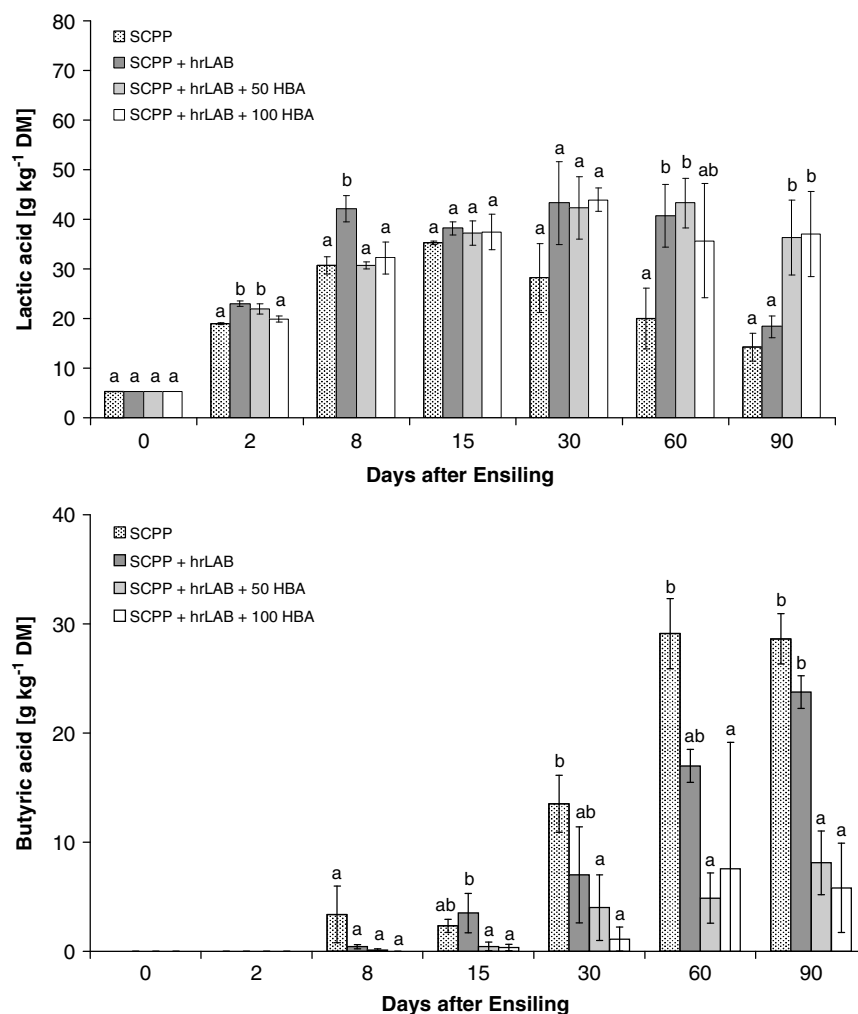 80
70
60
50
40
30
20
10
0
Lactic acid [g kg-1 DM]
SCPP
SCPP + hrLAB
SCPP + hrLAB + 50 HBA
SCPP + hrLAB + 100 HBA
a a a a
a b b a
a b a a
a a a a
a a a a
a b b ab
a a b b
0 2 8 15 30 60 90
Days after Ensiling
40
30
20
10
0
Butyric acid [g kg-1 DM]
SCPP
SCPP + hrLAB
SCPP + hrLAB + 50 HBA
SCPP + hrLAB + 100 HBA
a a a a
ab b a a
b ab a a
b ab a a
b b a a
0 2 8 15 30 60 90
Days after Ensiling